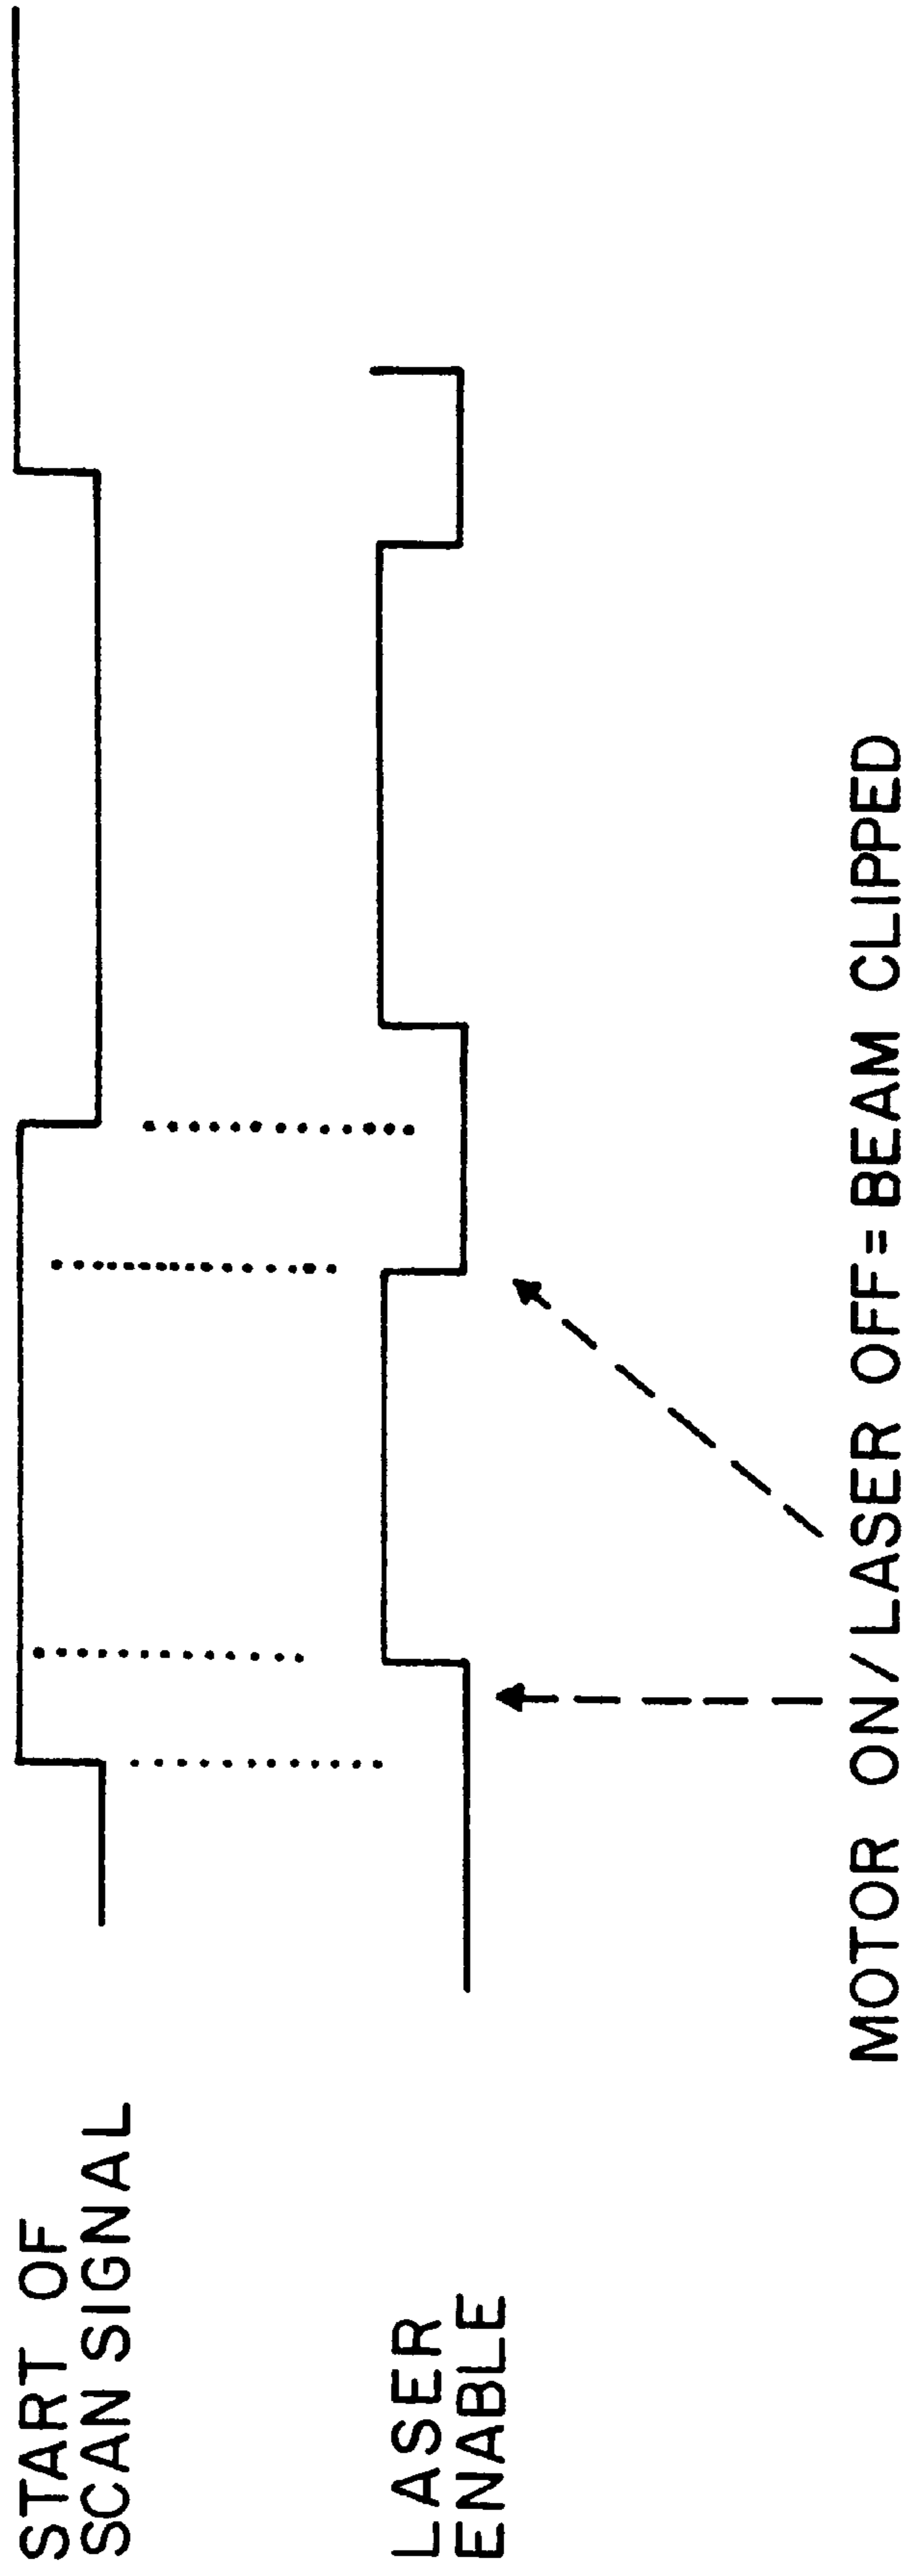 START OF
SCAN SIGNAL
LASER
ENABLE
MOTOR ON/LASER OFF=BEAM CLIPPED